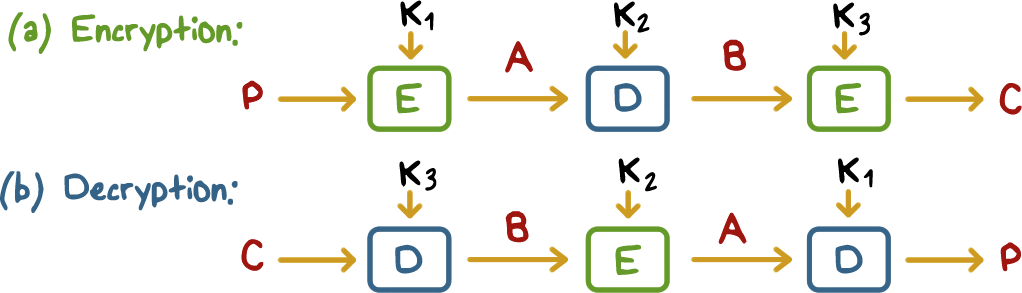 K₁ K₂ K₃
(a) Encryption:
P E A D B E C
K₃ K₂ K₁
(b) Decryption:
C D B E A D P